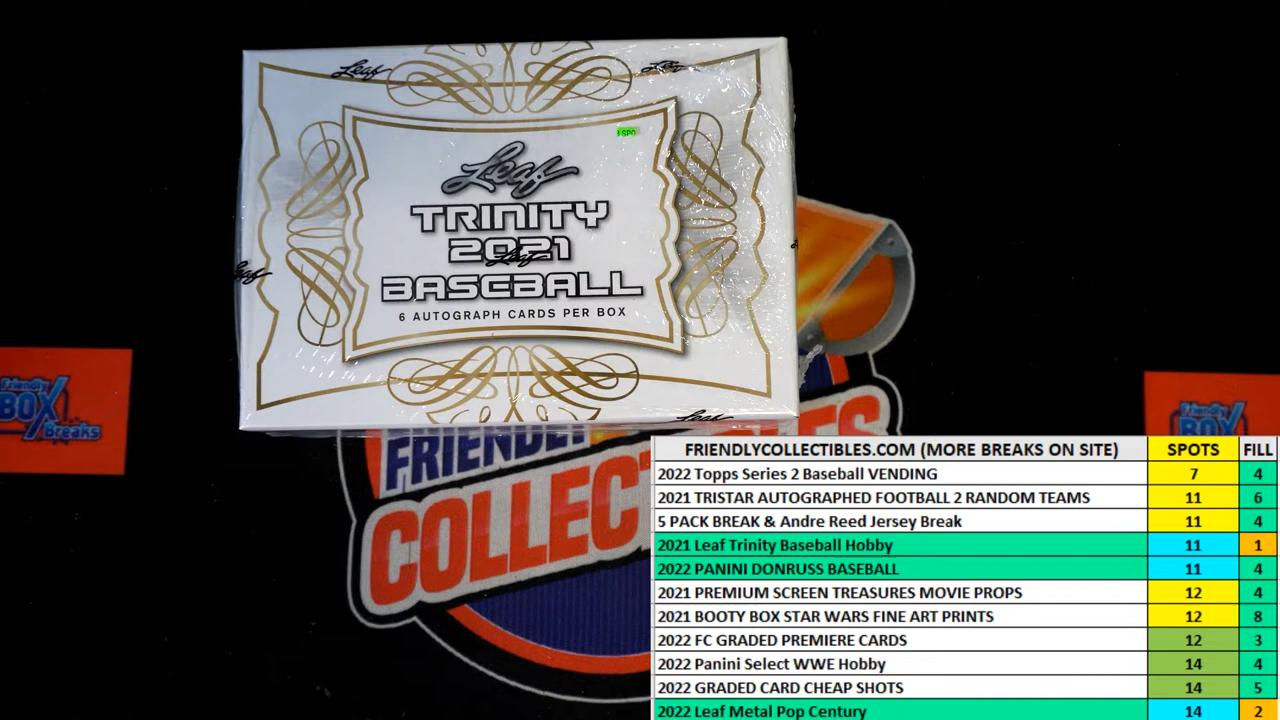 Leaf
Leaf
SPO
Leaf
TRINITY
2021
Leaf
BASEBALL
6 AUTOGRAPH CARDS PER BOX
Leaf
Leaf
Friendly
BOX
Breaks
Friendly
BOX
FRIENDLY
COLLEC
LES
FRIENDLYCOLLECTIBLES.COM (MORE BREAKS ON SITE) SPOTS FILL
2022 Topps Series 2 Baseball VENDING 7 4
2021 TRISTAR AUTOGRAPHED FOOTBALL 2 RANDOM TEAMS 11 6
5 PACK BREAK & Andre Reed Jersey Break 11 4
2021 Leaf Trinity Baseball Hobby 11 1
2022 PANINI DONRUSS BASEBALL 11 4
2021 PREMIUM SCREEN TREASURES MOVIE PROPS 12 4
2021 BOOTY BOX STAR WARS FINE ART PRINTS 12 8
2022 FC GRADED PREMIERE CARDS 12 3
2022 Panini Select WWE Hobby 14 4
2022 GRADED CARD CHEAP SHOTS 14 5
2022 Leaf Metal Pop Century 14 2